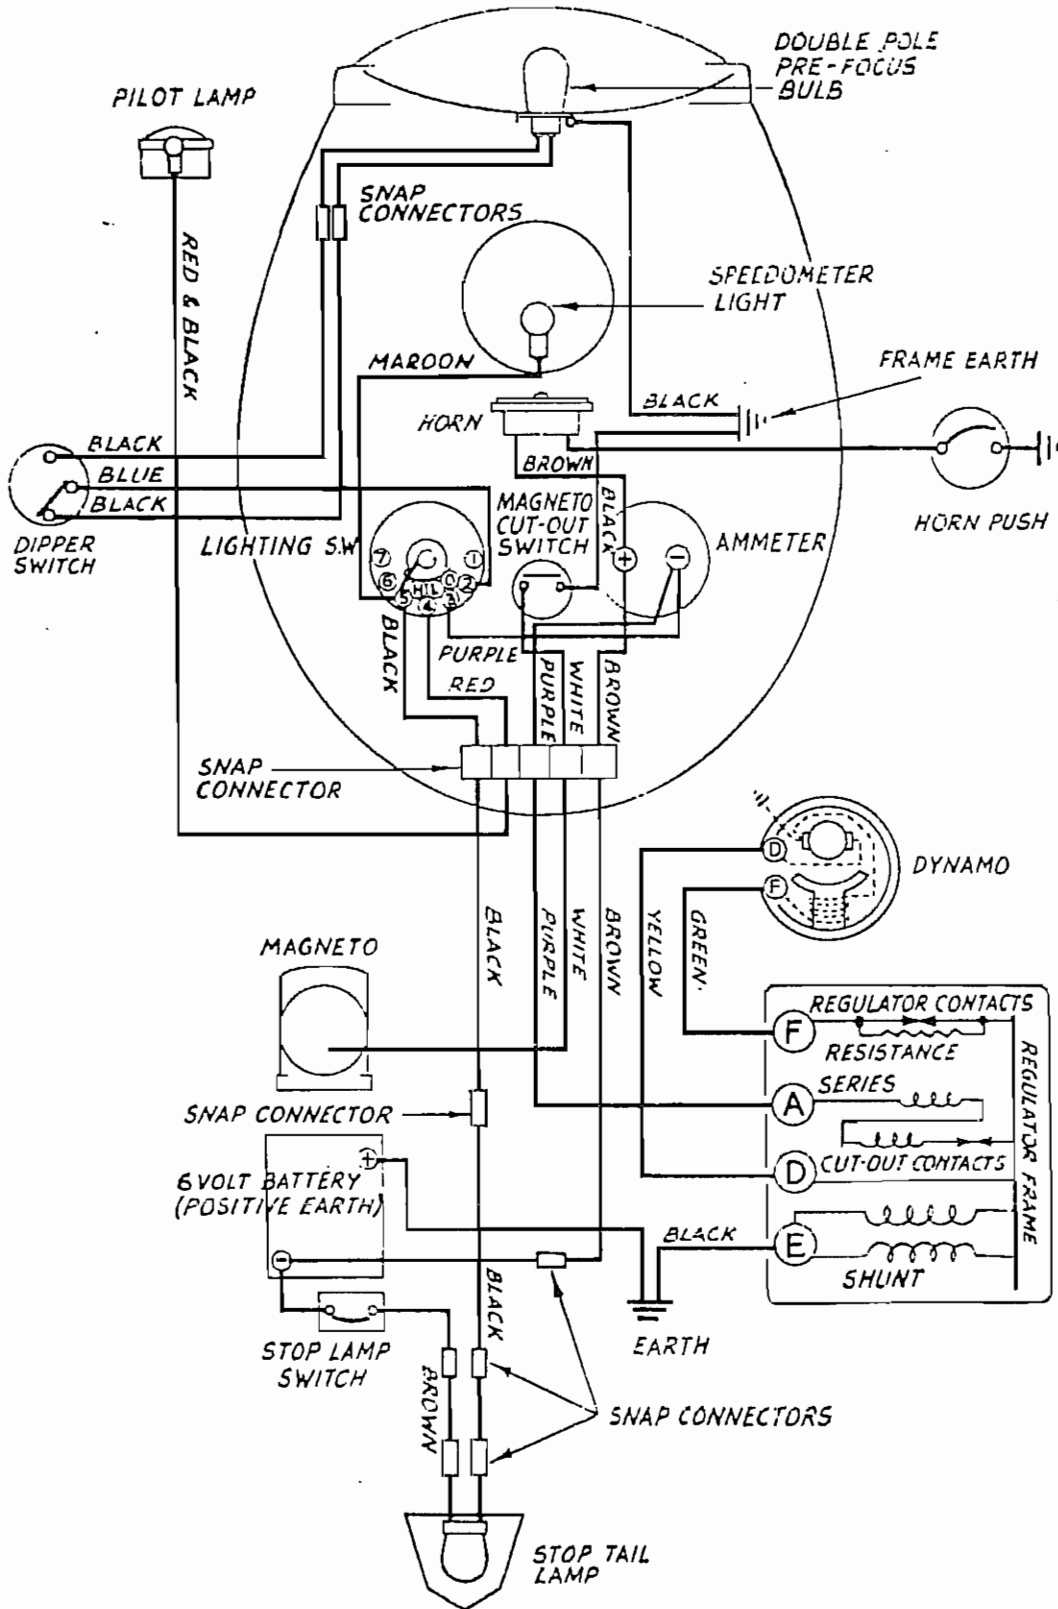 DOUBLE POLE
PRE-FOCUS
BULB
PILOT LAMP
SNAP
CONNECTORS
RED & BLACK
SPEEDOMETER
LIGHT
MAROON
FRAME EARTH
BLACK
HORN
BLACK
BROWN
BLUE
BLACK
MAGNETO
CUT-OUT
SWITCH
BLACK
HORN PUSH
DIPPER
SWITCH
LIGHTING S.W
AMMETER
+
−
7
1
6
H
L
O
2
5
4
3
BLACK
PURPLE
RED
PURPLE
WHITE
BROWN
SNAP
CONNECTOR
D
F
DYNAMO
BLACK
PURPLE
WHITE
BROWN
YELLOW
GREEN.
MAGNETO
REGULATOR CONTACTS
F
RESISTANCE
SERIES
A
CUT-OUT CONTACTS
D
REGULATOR FRAME
SNAP CONNECTOR
6 VOLT BATTERY
(POSITIVE EARTH)
+
−
BLACK
E
SHUNT
BLACK
STOP LAMP
SWITCH
EARTH
BROWN
SNAP CONNECTORS
STOP TAIL
LAMP